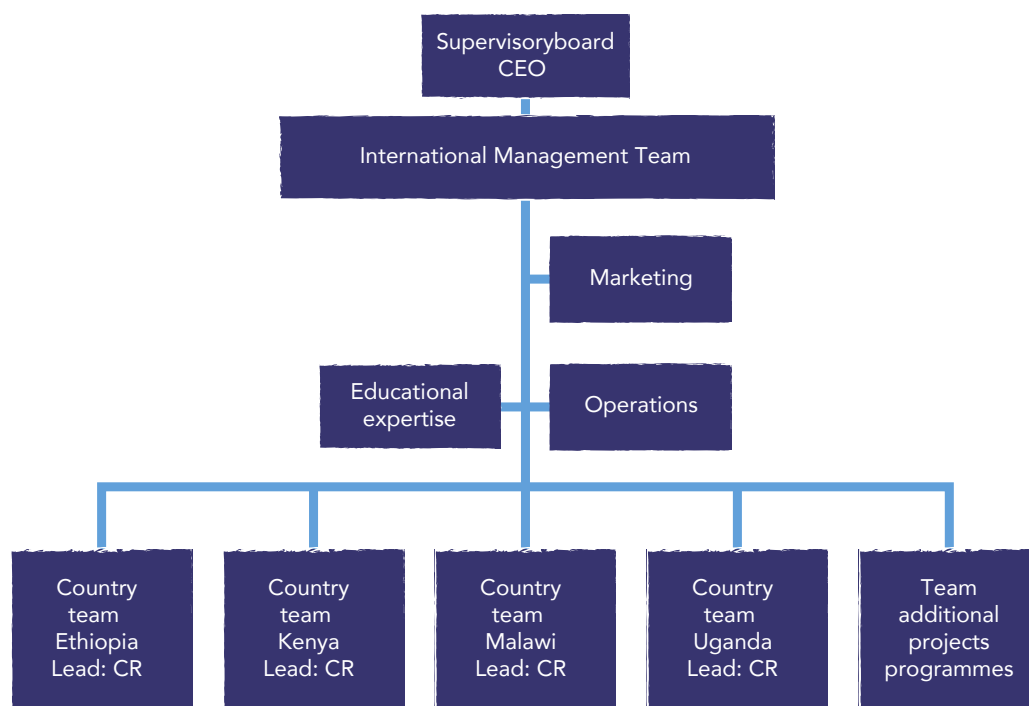 Supervisoryboard
CEO
International Management Team
Marketing
Educational
expertise
Operations
Country
team
Ethiopia
Lead: CR
Country
team
Kenya
Lead: CR
Country
team
Malawi
Lead: CR
Country
team
Uganda
Lead: CR
Team
additional
projects
programmes